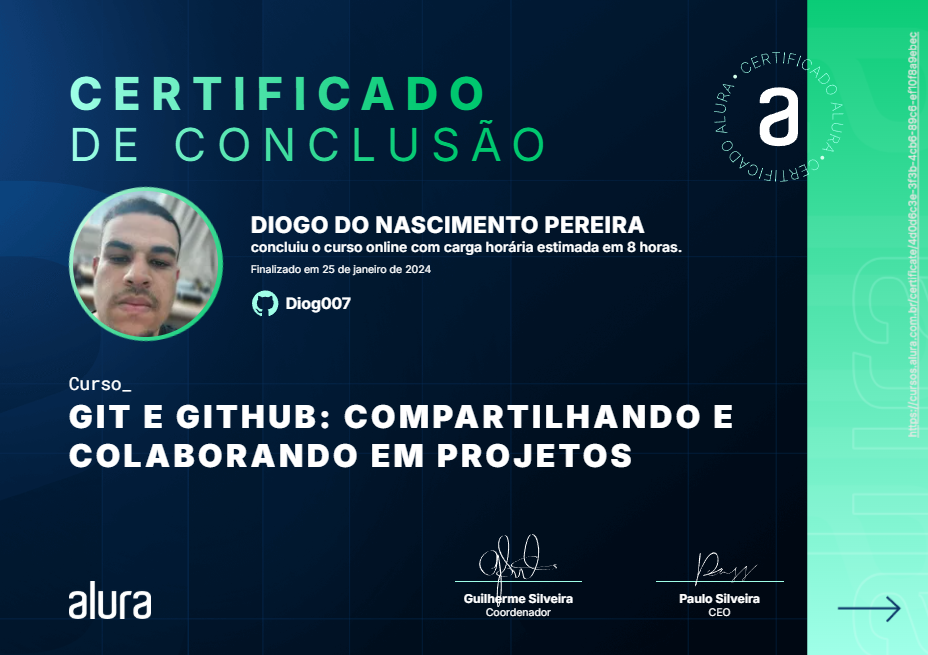 CERTIFICADO
DE CONCLUSÃO
CERTIFICADO ALURA • CERTIFICADO ALURA •
a
DIOGO DO NASCIMENTO PEREIRA
concluiu o curso online com carga horária estimada em 8 horas.
Finalizado em 25 de janeiro de 2024
Diog007
Curso_
GIT E GITHUB: COMPARTILHANDO E
COLABORANDO EM PROJETOS
alura
Guilherme Silveira
Coordenador
Paulo Silveira
CEO
https://cursos.alura.com.br/certificate/4d0d6c3e-3f3b-4cb6-89c6-ef10f8a9ebec